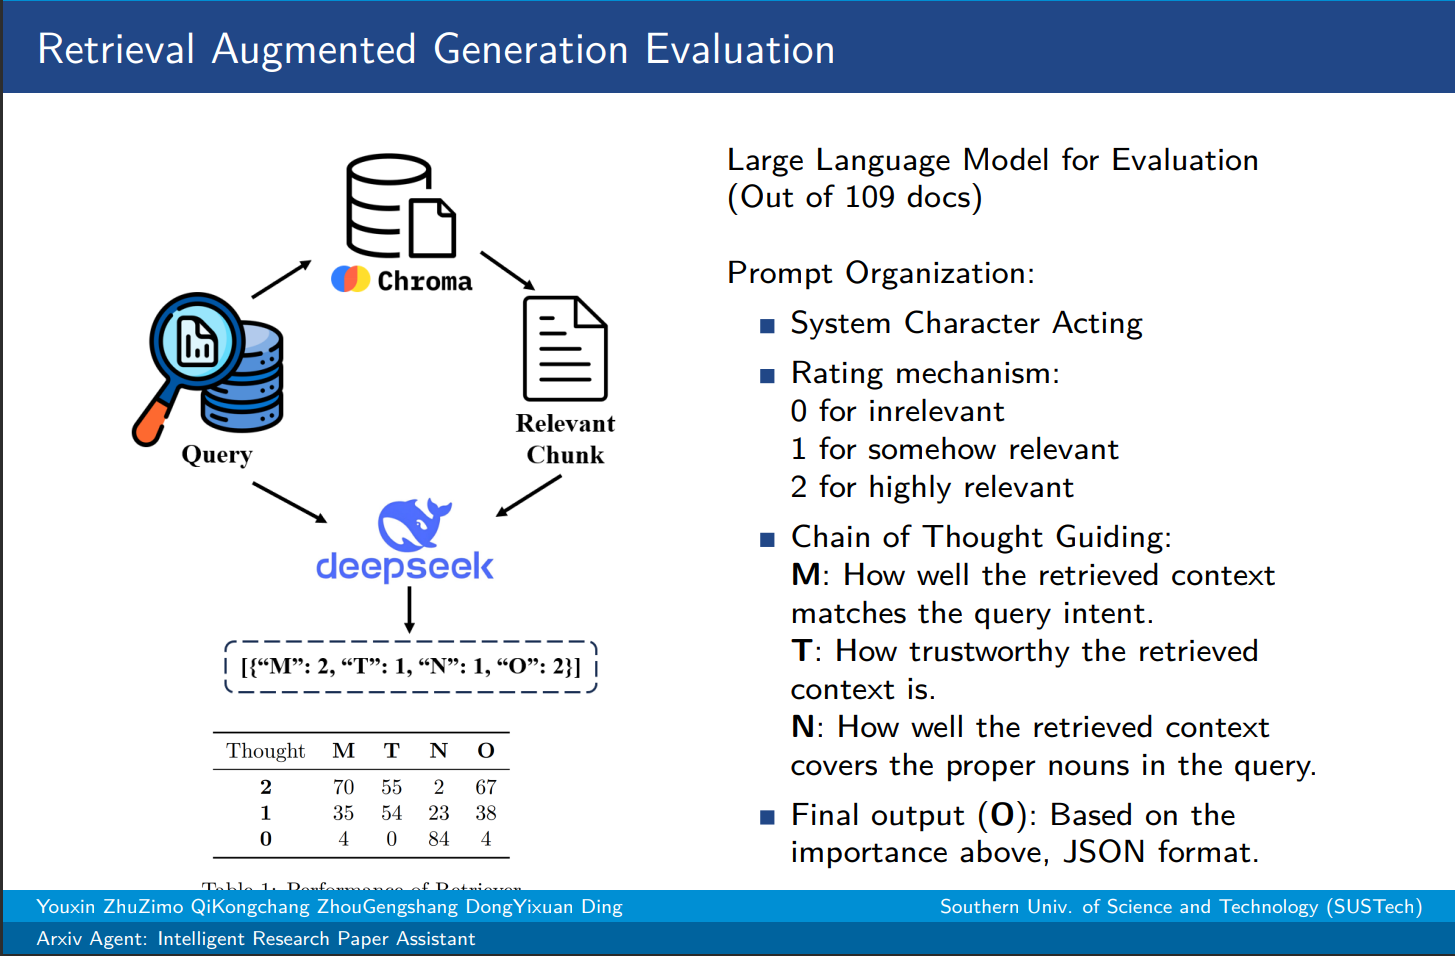 Retrieval Augmented Generation Evaluation
Chroma
Query
Relevant
Chunk
deepseek
[{“M”: 2, “T”: 1, “N”: 1, “O”: 2}]
Thought M T N O
2 70 55 2 67
1 35 54 23 38
0 4 0 84 4
Table 1: Performance of Retriever
Large Language Model for Evaluation
(Out of 109 docs)
Prompt Organization:
System Character Acting
Rating mechanism:
0 for inrelevant
1 for somehow relevant
2 for highly relevant
Chain of Thought Guiding:
M: How well the retrieved context
matches the query intent.
T: How trustworthy the retrieved
context is.
N: How well the retrieved context
covers the proper nouns in the query.
Final output (O): Based on the
importance above, JSON format.
Youxin ZhuZimo QiKongchang ZhouGengshang DongYixuan Ding
Southern Univ. of Science and Technology (SUSTech)
Arxiv Agent: Intelligent Research Paper Assistant